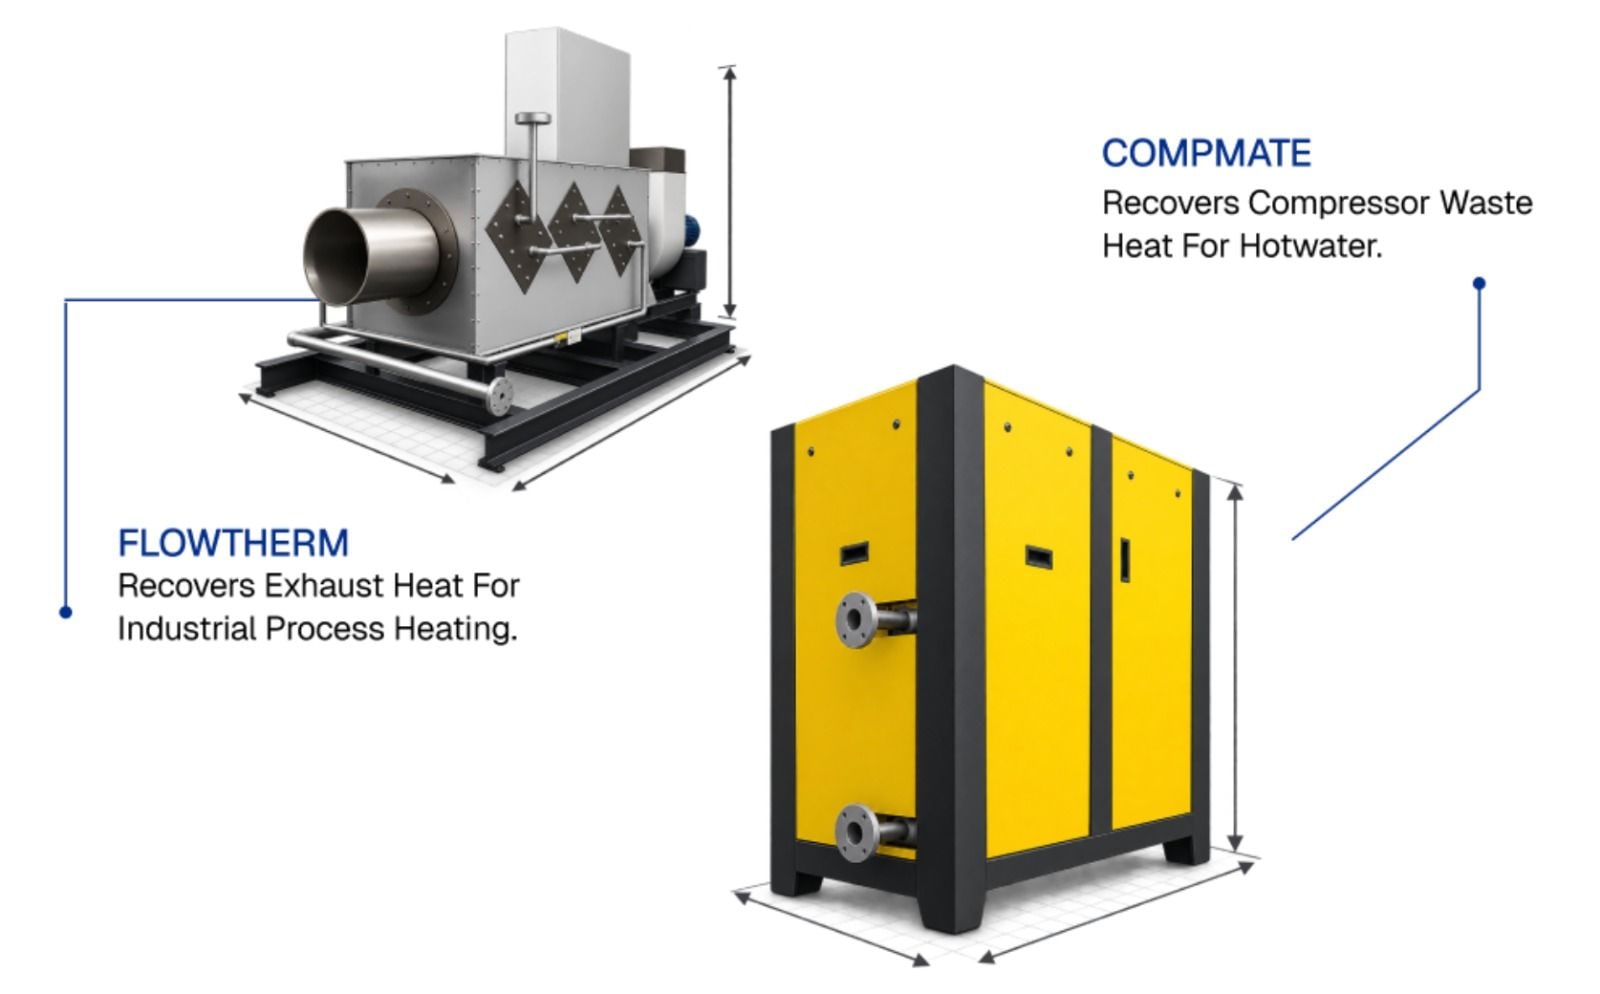 COMPMATE
Recovers Compressor Waste
Heat For Hotwater.
FLOWTHERM
Recovers Exhaust Heat For
Industrial Process Heating.